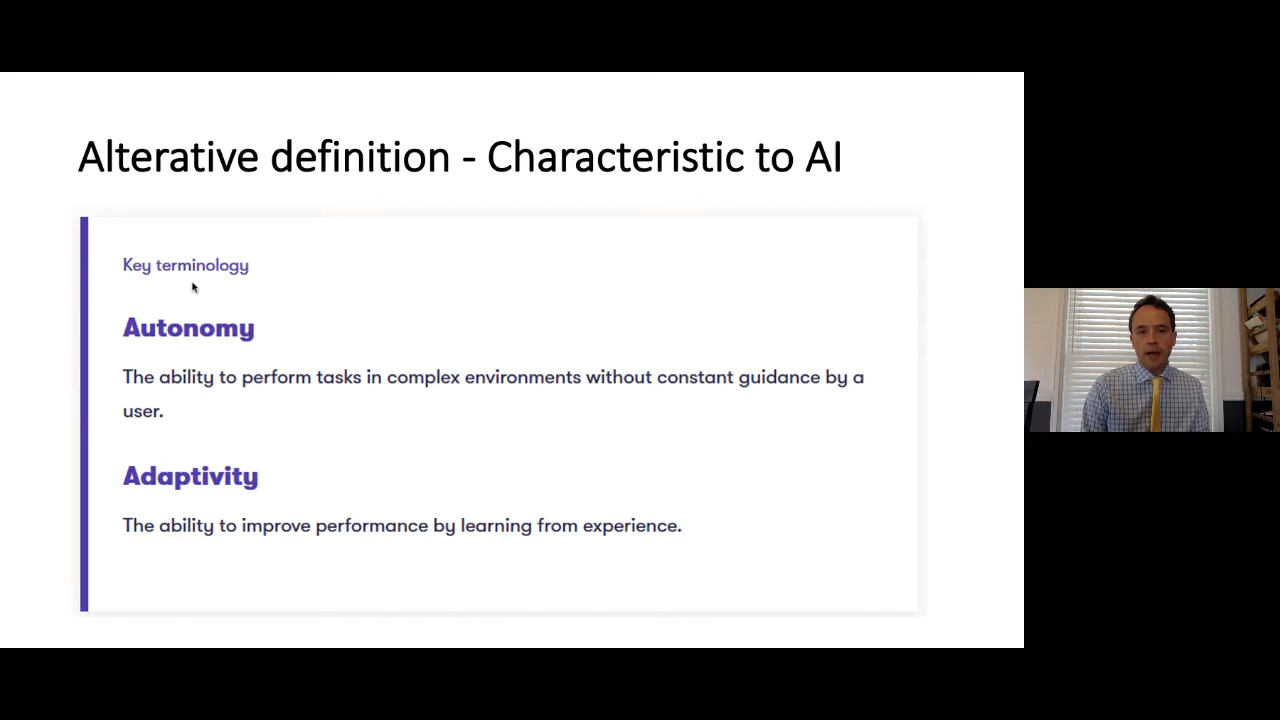 Alterative definition - Characteristic to AI
Key terminology
Autonomy
The ability to perform tasks in complex environments without constant guidance by a
user.
Adaptivity
The ability to improve performance by learning from experience.